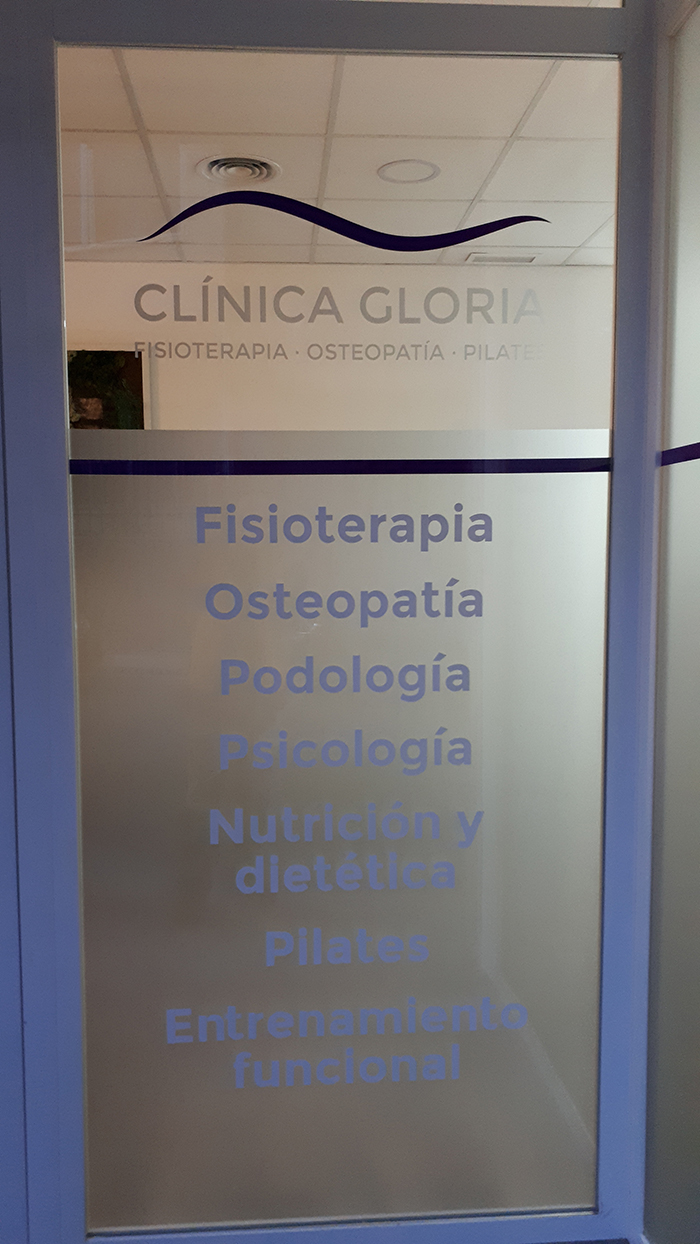 CLÍNICA GLORIA
FISIOTERAPIA · OSTEOPATÍA · PILATES
Fisioterapia
Osteopatía
Podología
Psicología
Nutrición y
dietética
Pilates
Entrenamiento
funcional